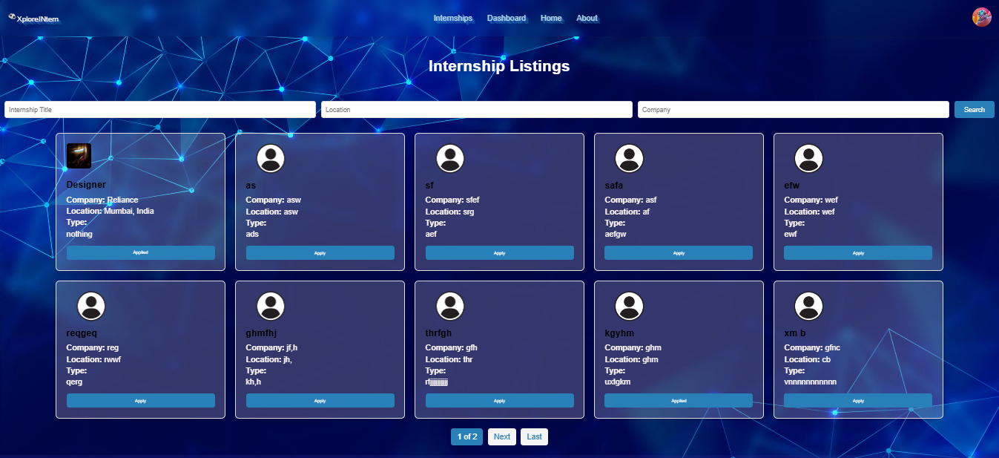 XploreINtern
Internships Dashboard Home About
Internship Listings
Internship Title Location Company Search
Designer
Company: Reliance
Location: Mumbai, India
Type:
nothing
Applied
as
Company: asw
Location: asw
Type:
ads
Apply
sf
Company: sfef
Location: srg
Type:
aef
Apply
safa
Company: asf
Location: af
Type:
aefgw
Apply
efw
Company: wef
Location: wef
Type:
ewf
Apply
reqgeq
Company: reg
Location: rwwf
Type:
qerg
Apply
ghmfhj
Company: jf,h
Location: jh,
Type:
kh,h
Apply
thrfgh
Company: gfh
Location: thr
Type:
Apply
kgyhm
Company: ghm
Location: ghm
Type:
uxtgkm
Applied
xm b
Company: gfnc
Location: cb
Type:
vnnnnnnnnnnn
Apply
1 of 2 Next Last